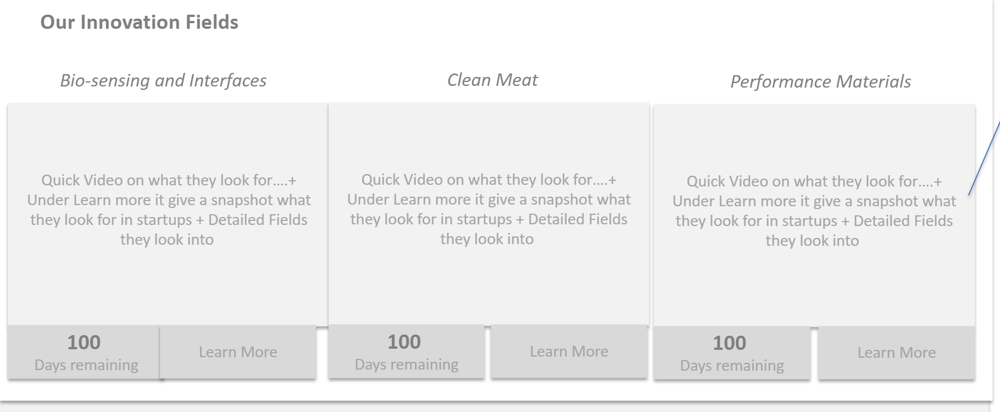 Our Innovation Fields
Bio-sensing and Interfaces
Clean Meat
Performance Materials
Quick Video on what they look for....+
Under Learn more it give a snapshot what
they look for in startups + Detailed Fields
they look into
Quick Video on what they look for....+
Under Learn more it give a snapshot what
they look for in startups + Detailed Fields
they look into
Quick Video on what they look for....+
Under Learn more it give a snapshot what
they look for in startups + Detailed Fields
they look into
100
Days remaining
Learn More
100
Days remaining
Learn More
100
Days remaining
Learn More